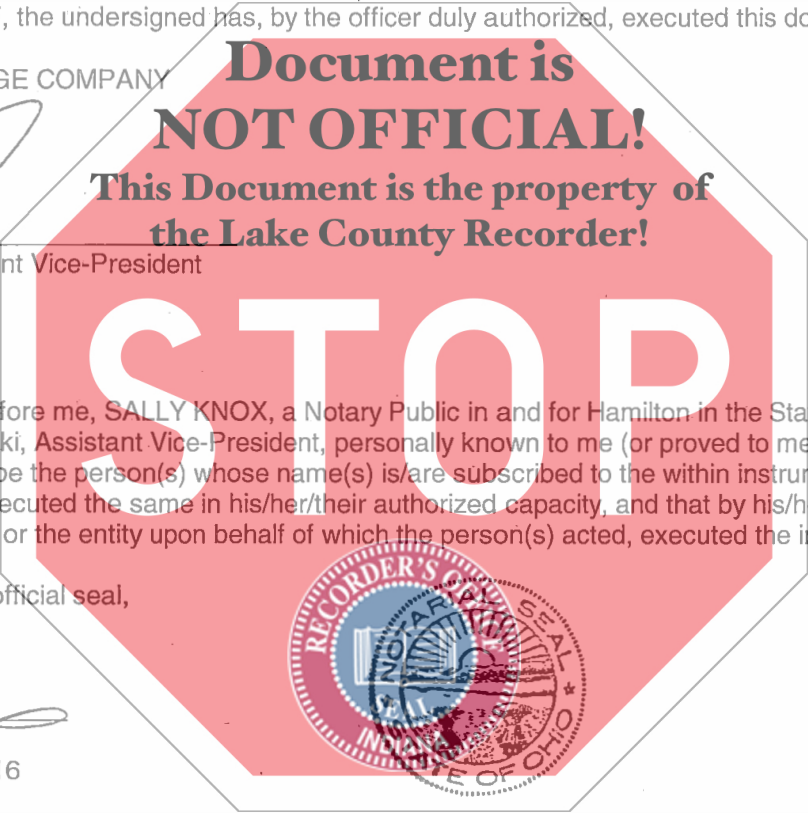 , the undersigned has, by the officer duly authorized, executed this do
Document is
GE COMPANY
NOT OFFICIAL!
This Document is the property of
the Lake County Recorder!
nt Vice-President
STOP
fore me, SALLY KNOX, a Notary Public in and for Hamilton in the Sta
ki, Assistant Vice-President, personally known to me (or proved to me
be the person(s) whose name(s) is/are subscribed to the within instrum
ecuted the same in his/her/their authorized capacity, and that by his/h
or the entity upon behalf of which the person(s) acted, executed the i
official seal,
RECORDER'S
SEAL
INDIANA
NOTARIAL SEAL
STATE OF OHIO
16